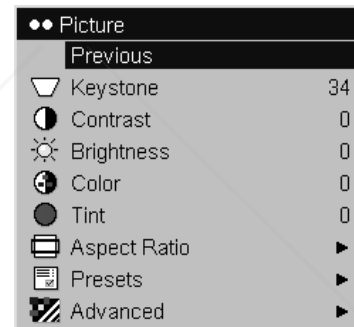 Picture
Previous
Keystone 34
Contrast 0
Brightness 0
Color 0
Tint 0
Aspect Ratio
Presets
Advanced